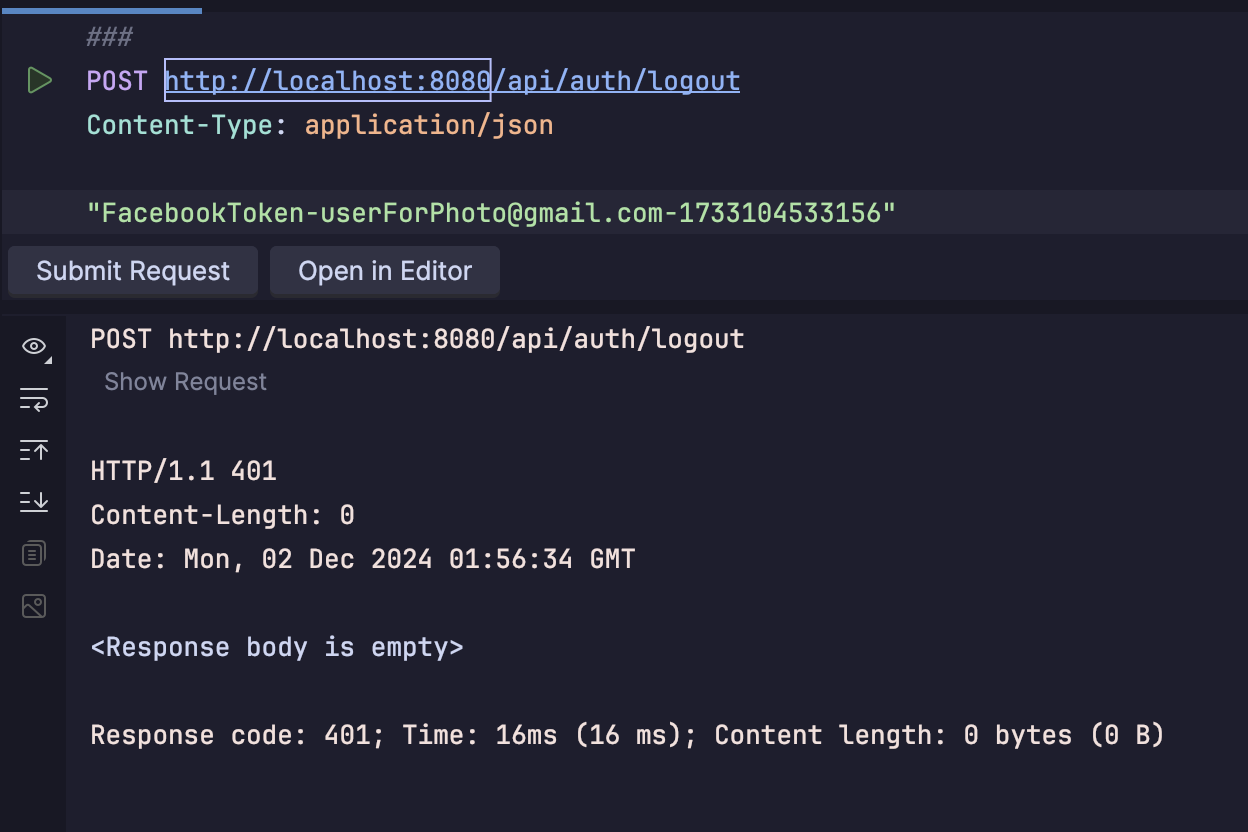 ###
POST http://localhost:8080/api/auth/logout
Content-Type: application/json
"FacebookToken-userForPhoto@gmail.com-1733104533156"
Submit Request Open in Editor
POST http://localhost:8080/api/auth/logout
Show Request
HTTP/1.1 401
Content-Length: 0
Date: Mon, 02 Dec 2024 01:56:34 GMT
<Response body is empty>
Response code: 401; Time: 16ms (16 ms); Content length: 0 bytes (0 B)